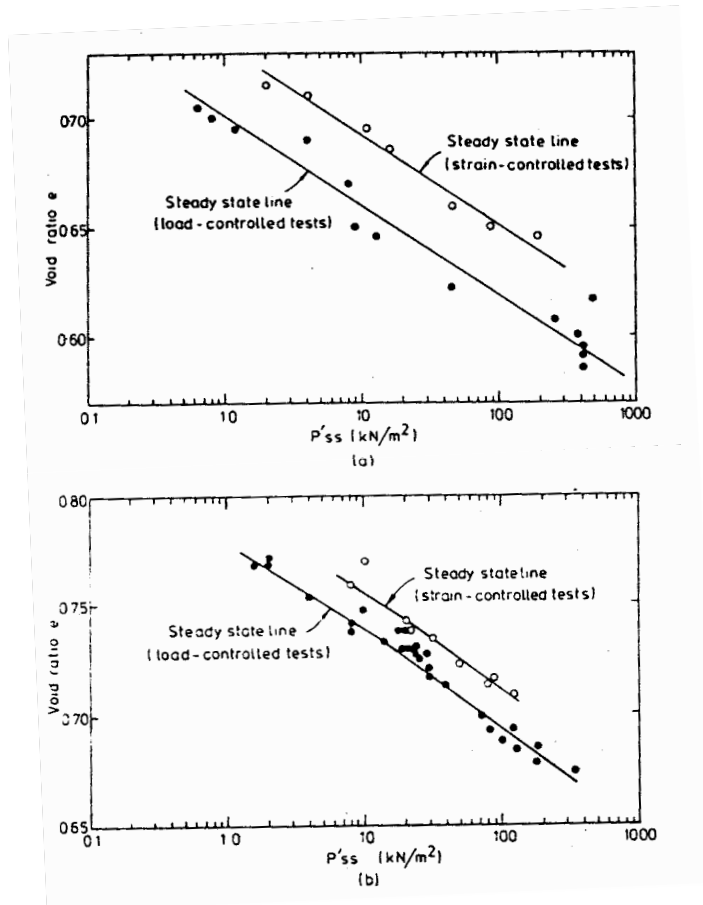 0·70
0·65
0·60
Void ratio e
Steady state line
(strain-controlled tests)
Steady state line
(load-controlled tests)
0·1 1·0 10 100 1000
P'ss (kN/m²)
(a)
0·80
0·75
0·70
0·65
Void ratio e
Steady state line
(strain-controlled tests)
Steady state line
(load-controlled tests)
0·1 1·0 10 100 1000
P'ss (kN/m²)
(b)